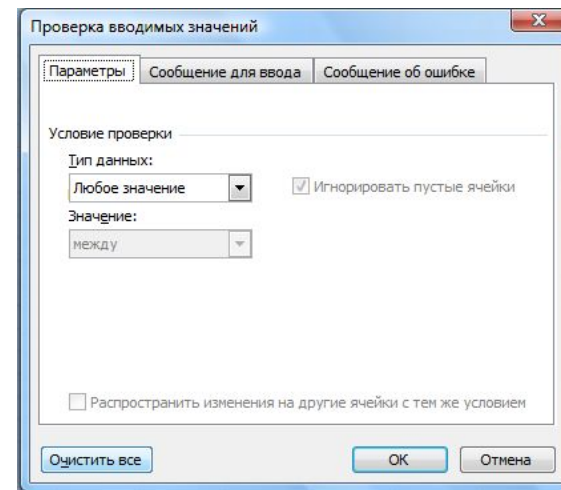 Проверка вводимых значений
Параметры Сообщение для ввода Сообщение об ошибке
Условие проверки
Тип данных:
Любое значение Игнорировать пустые ячейки
Значение:
между
Распространить изменения на другие ячейки с тем же условием
Очистить все OK Отмена